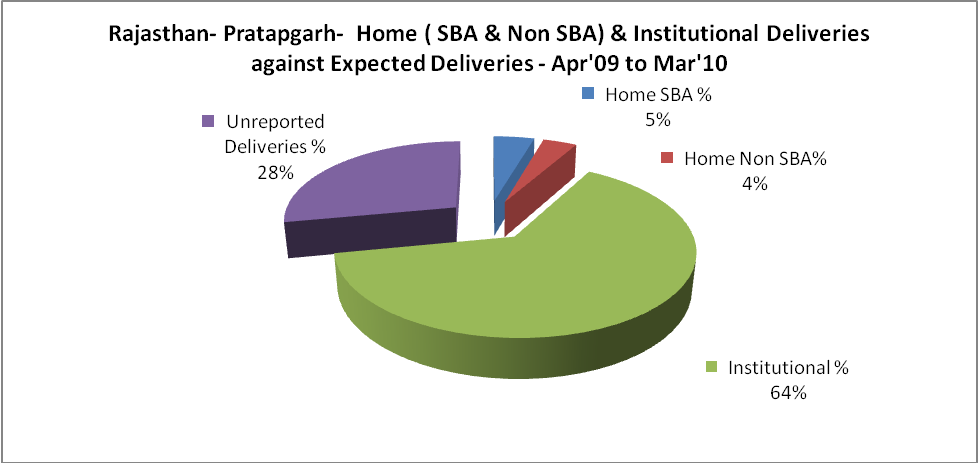 Rajasthan- Pratapgarh-  Home ( SBA & Non SBA) & Institutional Deliveries
against Expected Deliveries - Apr'09 to Mar'10
Home SBA %
5%
Unreported
Deliveries %
28%
Home Non SBA%
4%
Institutional %
64%